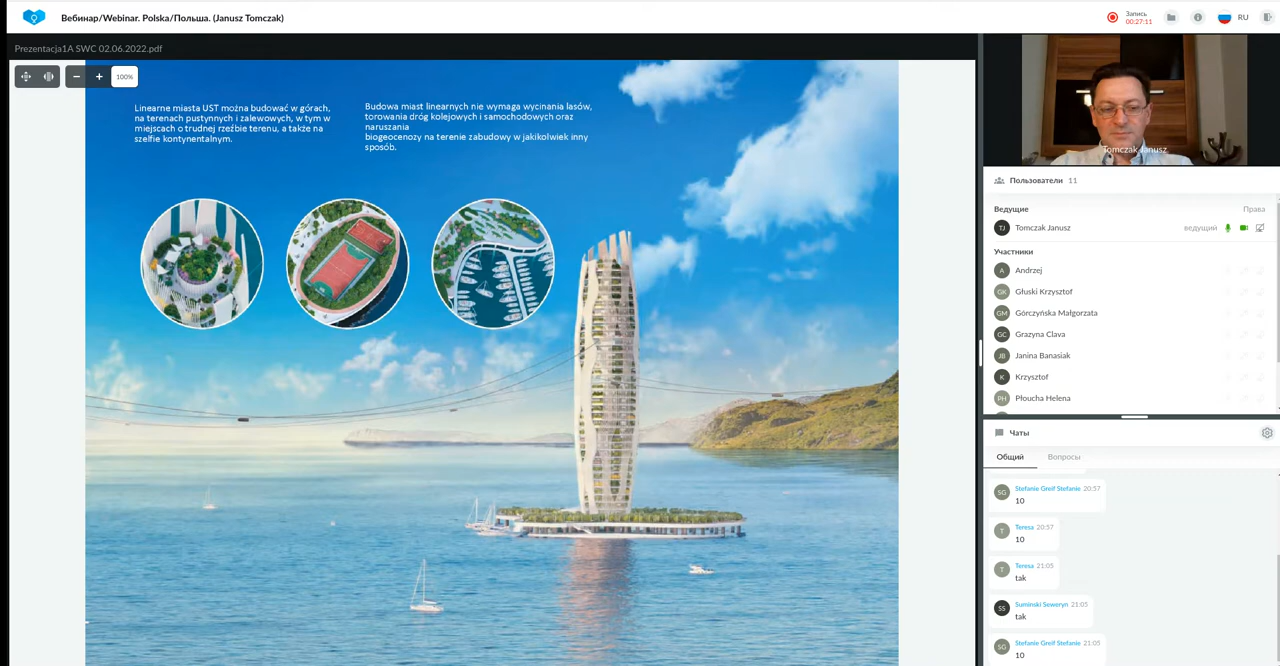 Вебинар/Webinar. Polska/Польша. (Janusz Tomczak)
Запись
00:27:11
RU
Prezentacja1A SWC 02.06.2022.pdf
100%
Linearne miasta UST można budować w górach,
na terenach pustynnych i zalewowych, w tym w
miejscach o trudnej rzeźbie terenu, a także na
szelfie kontynentalnym.
Budowa miast linearnych nie wymaga wycinania lasów,
torowania dróg kolejowych i samochodowych oraz
naruszania
biogeocenozy na terenie zabudowy w jakikolwiek inny
sposób.
Tomczak Janusz
Пользователи 11
Ведущие Права
TJ Tomczak Janusz ведущий
Участники
A Andrzej
GK Głuski Krzysztof
GM Górczyńska Małgorzata
GC Grazyna Clava
JB Janina Banasiak
K Krzysztof
PH Płoucha Helena
Чаты
Общий Вопросы
SG Stefanie Greif Stefanie 20:57
10
T Teresa 20:57
10
T Teresa 21:05
tak
SS Suminski Seweryn 21:05
tak
SG Stefanie Greif Stefanie 21:05
10